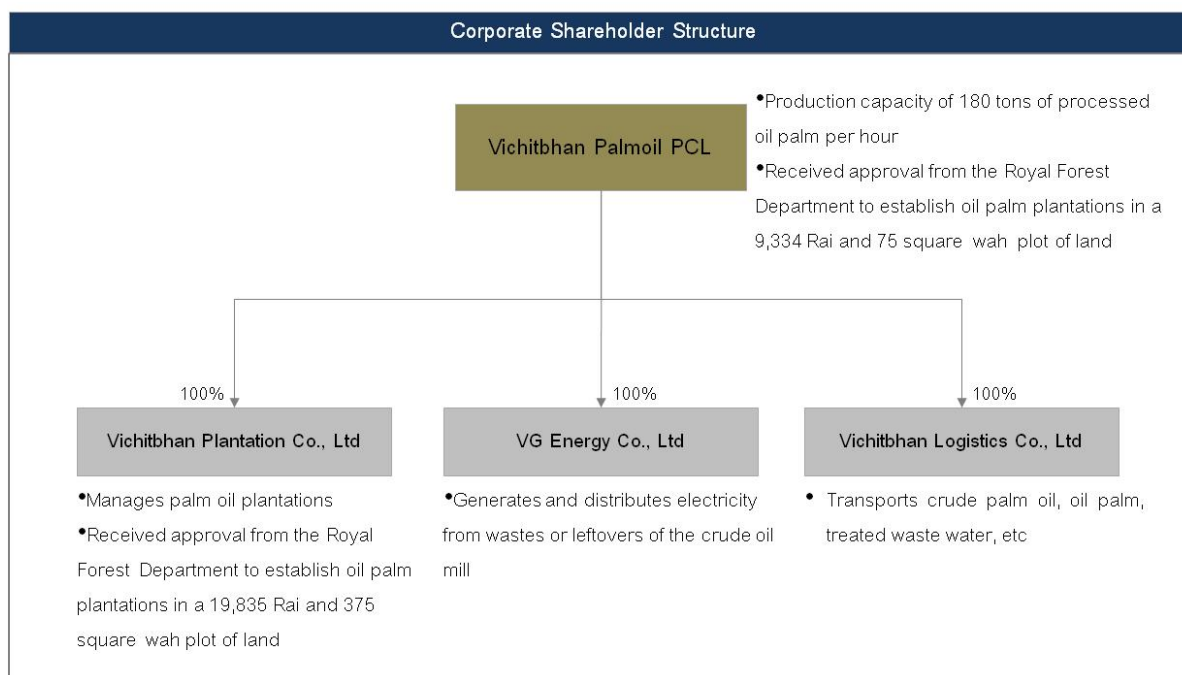 Corporate Shareholder Structure
Vichitbhan Palmoil PCL
•Production capacity of 180 tons of processed
oil palm per hour
•Received approval from the Royal Forest
Department to establish oil palm plantations in a
9,334 Rai and 75 square wah plot of land
100%
100%
100%
Vichitbhan Plantation Co., Ltd
•Manages palm oil plantations
•Received approval from the Royal
Forest Department to establish oil palm
plantations in a 19,835 Rai and 375
square wah plot of land
VG Energy Co., Ltd
•Generates and distributes electricity
from wastes or leftovers of the crude oil
mill
Vichitbhan Logistics Co., Ltd
• Transports crude palm oil, oil palm,
treated waste water, etc